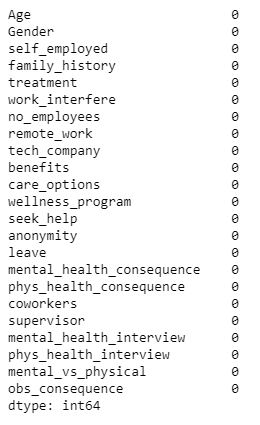 Age 0
Gender 0
self_employed 0
family_history 0
treatment 0
work_interfere 0
no_employees 0
remote_work 0
tech_company 0
benefits 0
care_options 0
wellness_program 0
seek_help 0
anonymity 0
leave 0
mental_health_consequence 0
phys_health_consequence 0
coworkers 0
supervisor 0
mental_health_interview 0
phys_health_interview 0
mental_vs_physical 0
obs_consequence 0
dtype: int64